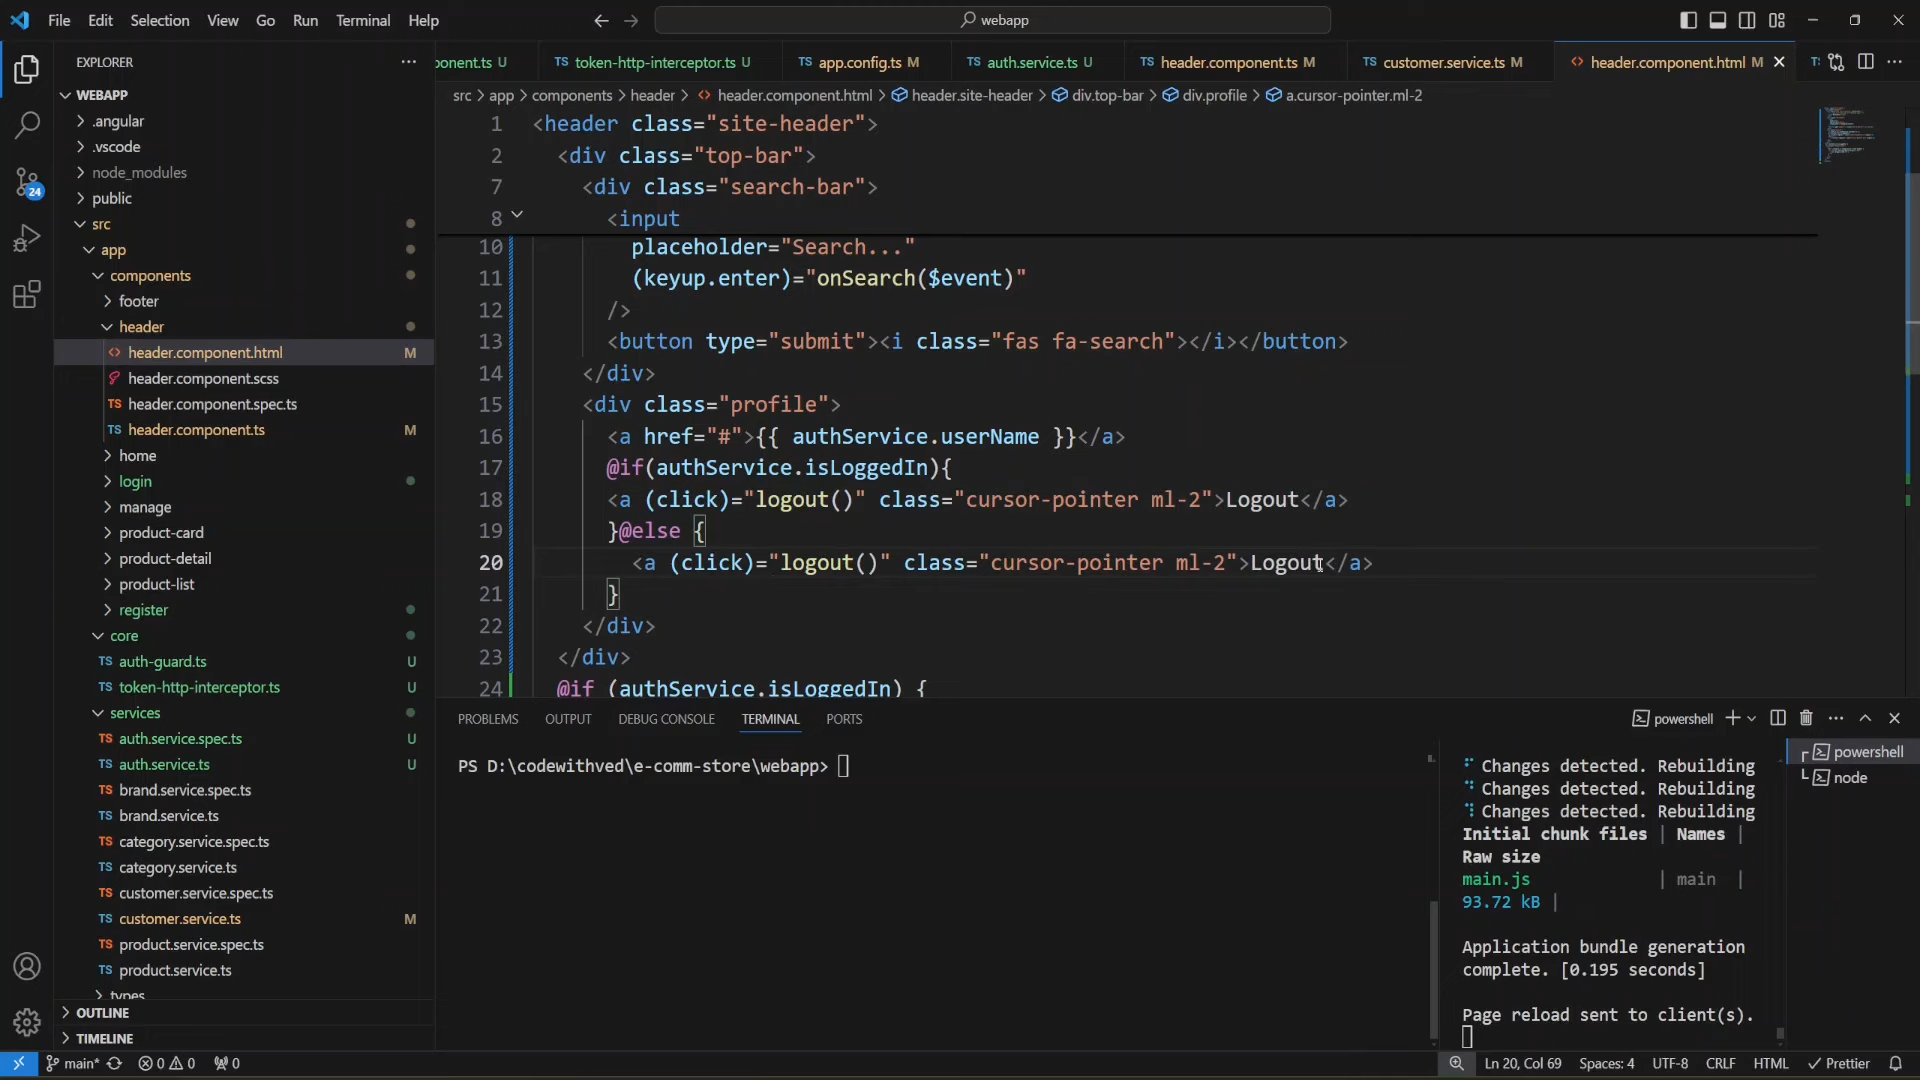 File Edit Selection View Go Run Terminal Help
webapp
EXPLORER
ponent.ts U
token-http-interceptor.ts U
app.config.ts M
auth.service.ts U
header.component.ts M
customer.service.ts M
header.component.html M
src > app > components > header > header.component.html > header.site-header > div.top-bar > div.profile > a.cursor-pointer.ml-2
WEBAPP
.angular
.vscode
node_modules
public
src
app
components
footer
header
header.component.html M
header.component.scss
header.component.spec.ts
header.component.ts M
home
login
manage
product-card
product-detail
product-list
register
core
auth-guard.ts U
token-http-interceptor.ts U
services
auth.service.spec.ts U
auth.service.ts U
brand.service.spec.ts
brand.service.ts
category.service.spec.ts
category.service.ts
customer.service.spec.ts
customer.service.ts M
product.service.spec.ts
product.service.ts
types
OUTLINE
TIMELINE
24
1 <header class="site-header">
2 <div class="top-bar">
7 <div class="search-bar">
8 <input
10 placeholder="Search..."
11 (keyup.enter)="onSearch($event)"
12 />
13 <button type="submit"><i class="fas fa-search"></i></button>
14 </div>
15 <div class="profile">
16 <a href="#">{{ authService.userName }}</a>
17 @if(authService.isLoggedIn){
18 <a (click)="logout()" class="cursor-pointer ml-2">Logout</a>
19 }@else {
20 <a (click)="logout()" class="cursor-pointer ml-2">Logout</a>
21 }
22 </div>
23 </div>
24 @if (authService.isLoggedIn) {
PROBLEMS OUTPUT DEBUG CONSOLE TERMINAL PORTS
powershell
PS D:\codewithved\e-comm-store\webapp>
Changes detected. Rebuilding
Changes detected. Rebuilding
Changes detected. Rebuilding
Initial chunk files | Names |
Raw size
main.js | main |
93.72 kB |
Application bundle generation
complete. [0.195 seconds]
Page reload sent to client(s).
powershell
node
main* 0 0 0
Ln 20, Col 69 Spaces: 4 UTF-8 CRLF HTML Prettier